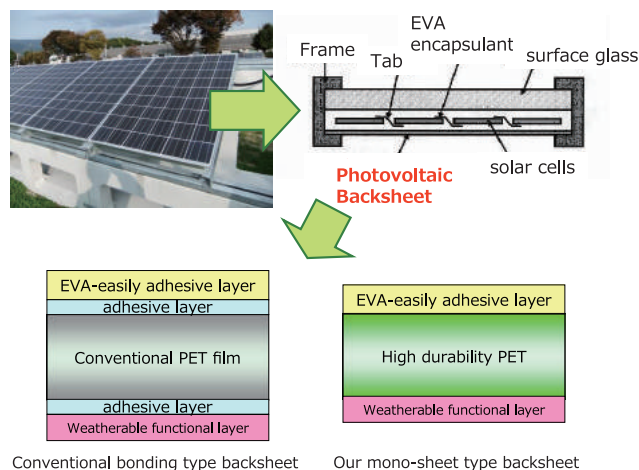 EVA
encapsulant
Frame
Tab
surface glass
solar cells
Photovoltaic
Backsheet
EVA-easily adhesive layer
adhesive layer
Conventional PET film
adhesive layer
Weatherable functional layer
Conventional bonding type backsheet
EVA-easily adhesive layer
High durability PET
Weatherable functional layer
Our mono-sheet type backsheet